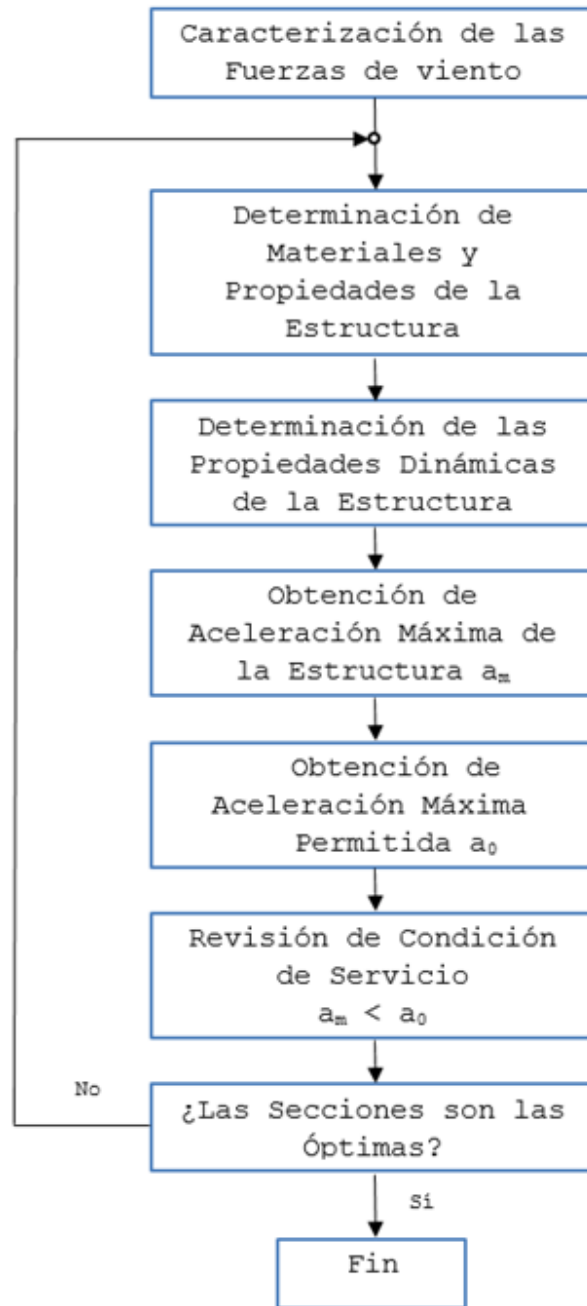 Caracterización de las
Fuerzas de viento
Determinación de
Materiales y
Propiedades de la
Estructura
Determinación de las
Propiedades Dinámicas
de la Estructura
Obtención de
Aceleración Máxima de
la Estructura aₘ
Obtención de
Aceleración Máxima
Permitida a₀
Revisión de Condición
de Servicio
aₘ < a₀
No
¿Las Secciones son las
Óptimas?
Sí
Fin